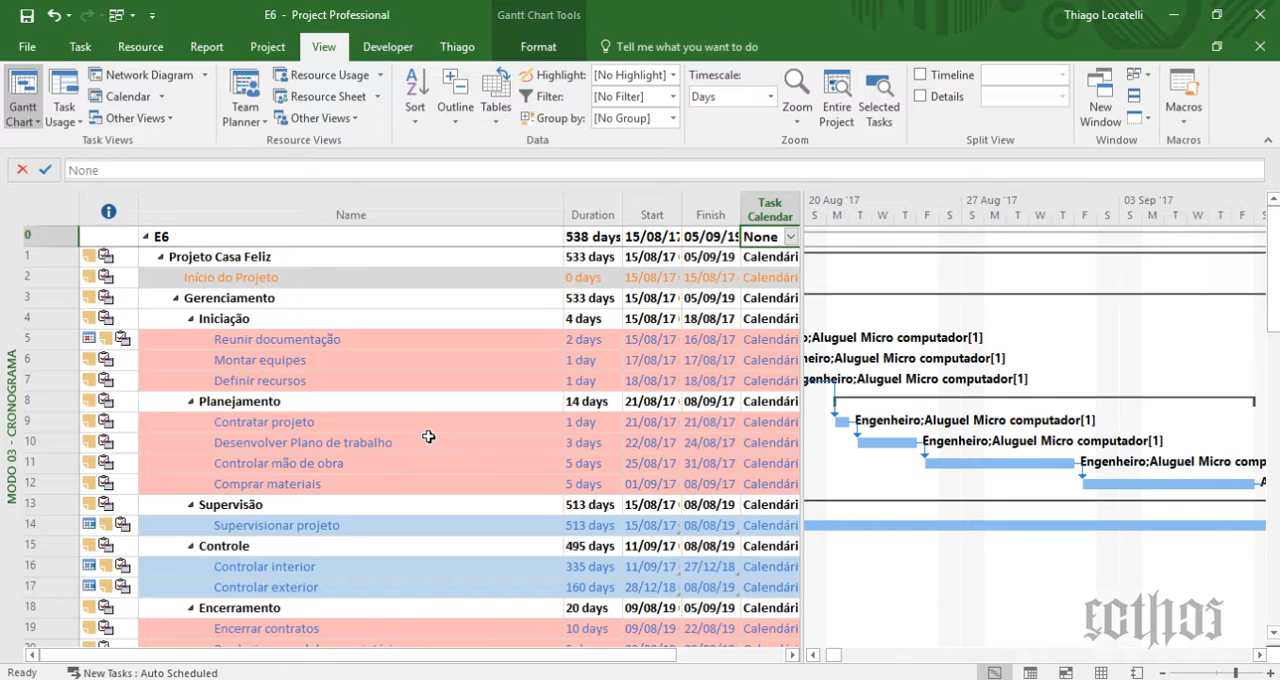 E6 - Project Professional
Gantt Chart Tools
Thiago Locatelli
File Task Resource Report Project View Developer Thiago Format Tell me what you want to do
Gantt Chart
Task Usage
Network Diagram
Calendar
Other Views
Task Views
Team Planner
Resource Usage
Resource Sheet
Other Views
Resource Views
Sort
Outline
Tables
Highlight: [No Highlight]
Filter: [No Filter]
Group by: [No Group]
Data
Timescale:
Days
Zoom
Entire Project
Selected Tasks
Zoom
Timeline
Details
Split View
New Window
Window
Macros
Macros
None
Name Duration Start Finish Task Calendar
20 Aug '17 27 Aug '17 03 Sep '17
S M T W T F S S M T W T F S S M T W T F
0 E6 538 days 15/08/17 05/09/19 None
1 Projeto Casa Feliz 533 days 15/08/17 05/09/19 Calendári
2 Início do Projeto 0 days 15/08/17 15/08/17 Calendári
3 Gerenciamento 533 days 15/08/17 05/09/19 Calendári
4 Iniciação 4 days 15/08/17 18/08/17 Calendári
5 Reunir documentação 2 days 15/08/17 16/08/17 Calendári o;Aluguel Micro computador[1]
6 Montar equipes 1 day 17/08/17 17/08/17 Calendári heiro;Aluguel Micro computador[1]
7 Definir recursos 1 day 18/08/17 18/08/17 Calendári genheiro;Aluguel Micro computador[1]
8 Planejamento 14 days 21/08/17 08/09/17 Calendári
9 Contratar projeto 1 day 21/08/17 21/08/17 Calendári Engenheiro;Aluguel Micro computador[1]
10 Desenvolver Plano de trabalho 3 days 22/08/17 24/08/17 Calendári Engenheiro;Aluguel Micro computador[1]
11 Controlar mão de obra 5 days 25/08/17 31/08/17 Calendári Engenheiro;Aluguel Micro comp
12 Comprar materiais 5 days 01/09/17 08/09/17 Calendári
13 Supervisão 513 days 15/08/17 08/08/19 Calendári
14 Supervisionar projeto 513 days 15/08/17 08/08/19 Calendári
15 Controle 495 days 11/09/17 08/08/19 Calendári
16 Controlar interior 335 days 11/09/17 27/12/18 Calendári
17 Controlar exterior 160 days 28/12/18 08/08/19 Calendári
18 Encerramento 20 days 09/08/19 05/09/19 Calendári
19 Encerrar contratos 10 days 09/08/19 22/08/19 Calendári
MODO 03 - CRONOGRAMA
eothos
Ready New Tasks : Auto Scheduled